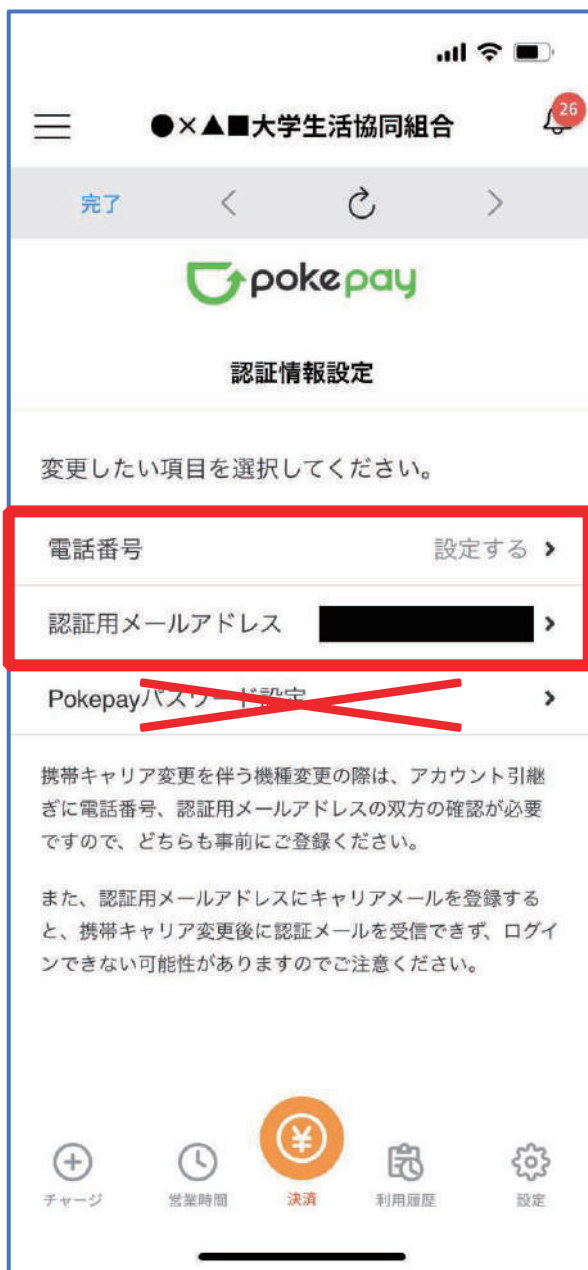 ●×▲■大学生活協同組合
26
完了
pokepay
認証情報設定
変更したい項目を選択してください。
電話番号 設定する
認証用メールアドレス
Pokepayパスワード設定
携帯キャリア変更を伴う機種変更の際は、アカウント引継
ぎに電話番号、認証用メールアドレスの双方の確認が必要
ですので、どちらも事前にご登録ください。
また、認証用メールアドレスにキャリアメールを登録する
と、携帯キャリア変更後に認証メールを受信できず、ログイ
ンできない可能性がありますのでご注意ください。
チャージ 営業時間 決済 利用履歴 設定